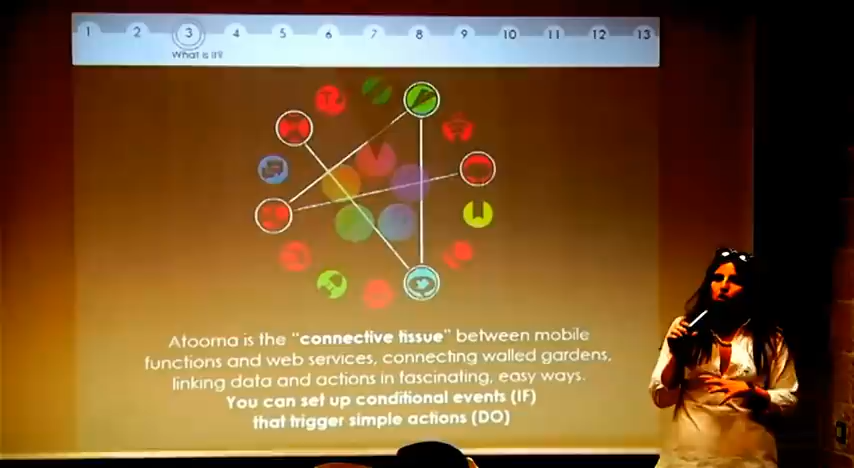 1 2 3 4 5 6 7 8 9 10 11 12 13
What is it?
Atooma is the "connective tissue" between mobile
functions and web services, connecting walled gardens,
linking data and actions in fascinating, easy ways.
You can set up conditional events (IF)
that trigger simple actions (DO)